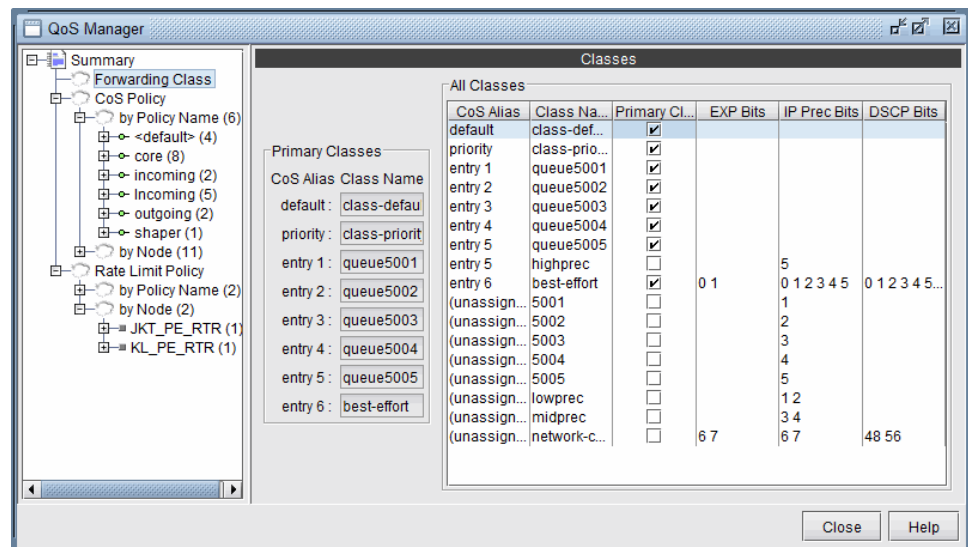 QoS Manager
Summary
Forwarding Class
CoS Policy
by Policy Name (6)
<default> (4)
core (8)
incoming (2)
Incoming (5)
outgoing (2)
shaper (1)
by Node (11)
Rate Limit Policy
by Policy Name (2)
by Node (2)
JKT_PE_RTR (1)
KL_PE_RTR (1)
Classes
Primary Classes
CoS Alias Class Name
default : class-defaul
priority : class-priorit
entry 1 : queue5001
entry 2 : queue5002
entry 3 : queue5003
entry 4 : queue5004
entry 5 : queue5005
entry 6 : best-effort
All Classes
CoS Alias Class Na... Primary Cl... EXP Bits IP Prec Bits DSCP Bits
default class-def...
priority class-prio...
entry 1 queue5001
entry 2 queue5002
entry 3 queue5003
entry 4 queue5004
entry 5 queue5005
entry 5 highprec 5
entry 6 best-effort 0 1 0 1 2 3 4 5 0 1 2 3 4 5...
(unassign... 5001 1
(unassign... 5002 2
(unassign... 5003 3
(unassign... 5004 4
(unassign... 5005 5
(unassign... lowprec 1 2
(unassign... midprec 3 4
(unassign... network-c... 6 7 6 7 48 56
Close Help